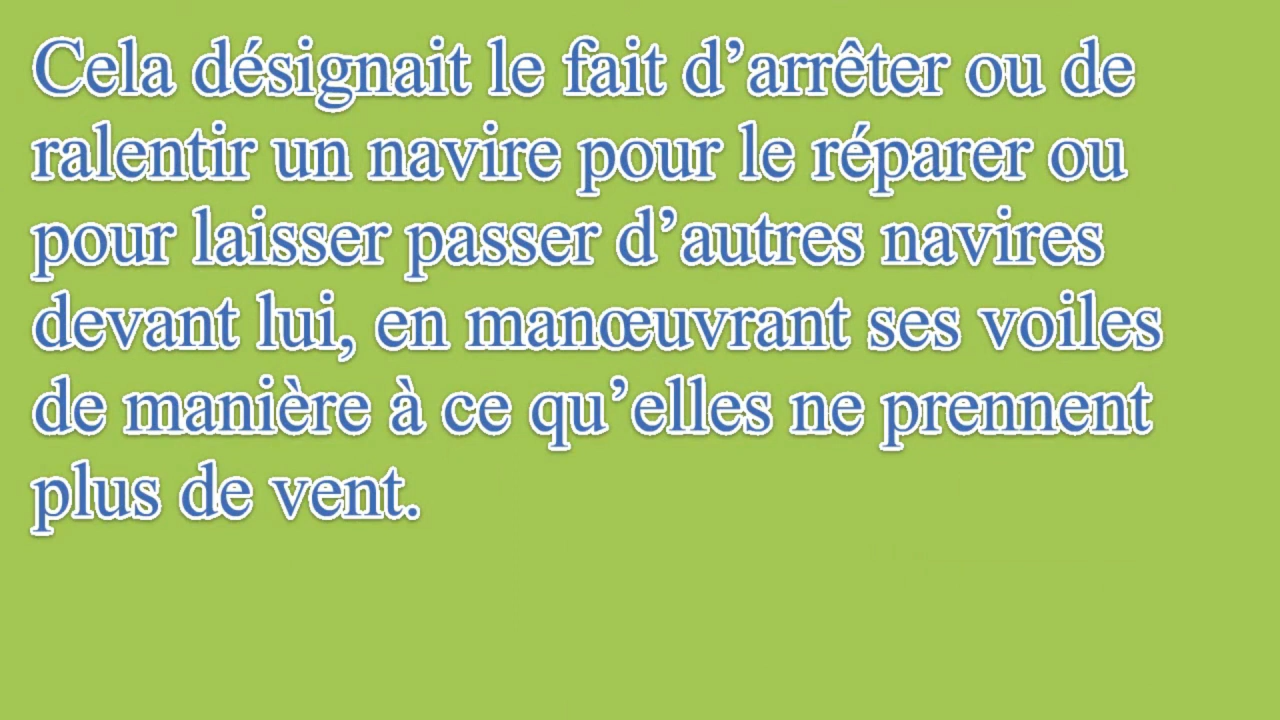 Cela désignait le fait d’arrêter ou de
ralentir un navire pour le réparer ou
pour laisser passer d’autres navires
devant lui, en manœuvrant ses voiles
de manière à ce qu’elles ne prennent
plus de vent.